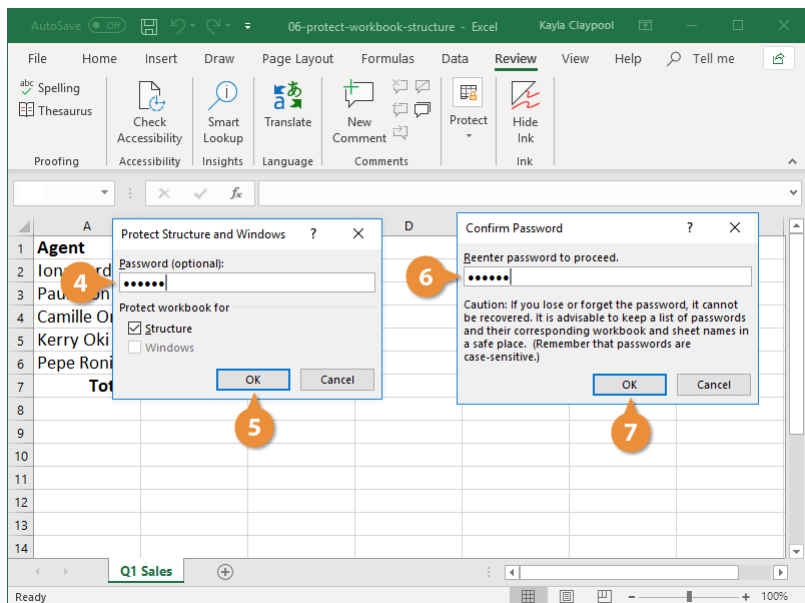 AutoSave Off 06-protect-workbook-structure - Excel Kayla Claypool
File Home Insert Draw Page Layout Formulas Data Review View Help Tell me
abc Spelling
Thesaurus
Check Accessibility
Smart Lookup
Translate
New Comment
Protect
Hide Ink
Proofing Accessibility Insights Language Comments Ink
fx
A D
1 Agent
2
3
4 Camille
5 Kerry Oki
6 Pepe
7
8
9
10
11
12
13
14
Protect Structure and Windows ?
Password (optional):
4 ••••••
Protect workbook for
Structure
Windows
OK Cancel
5
Confirm Password ?
Reenter password to proceed.
6 ••••••
Caution: If you lose or forget the password, it cannot
be recovered. It is advisable to keep a list of passwords
and their corresponding workbook and sheet names in
a safe place. (Remember that passwords are
case-sensitive.)
OK Cancel
7
Q1 Sales
Ready 100%